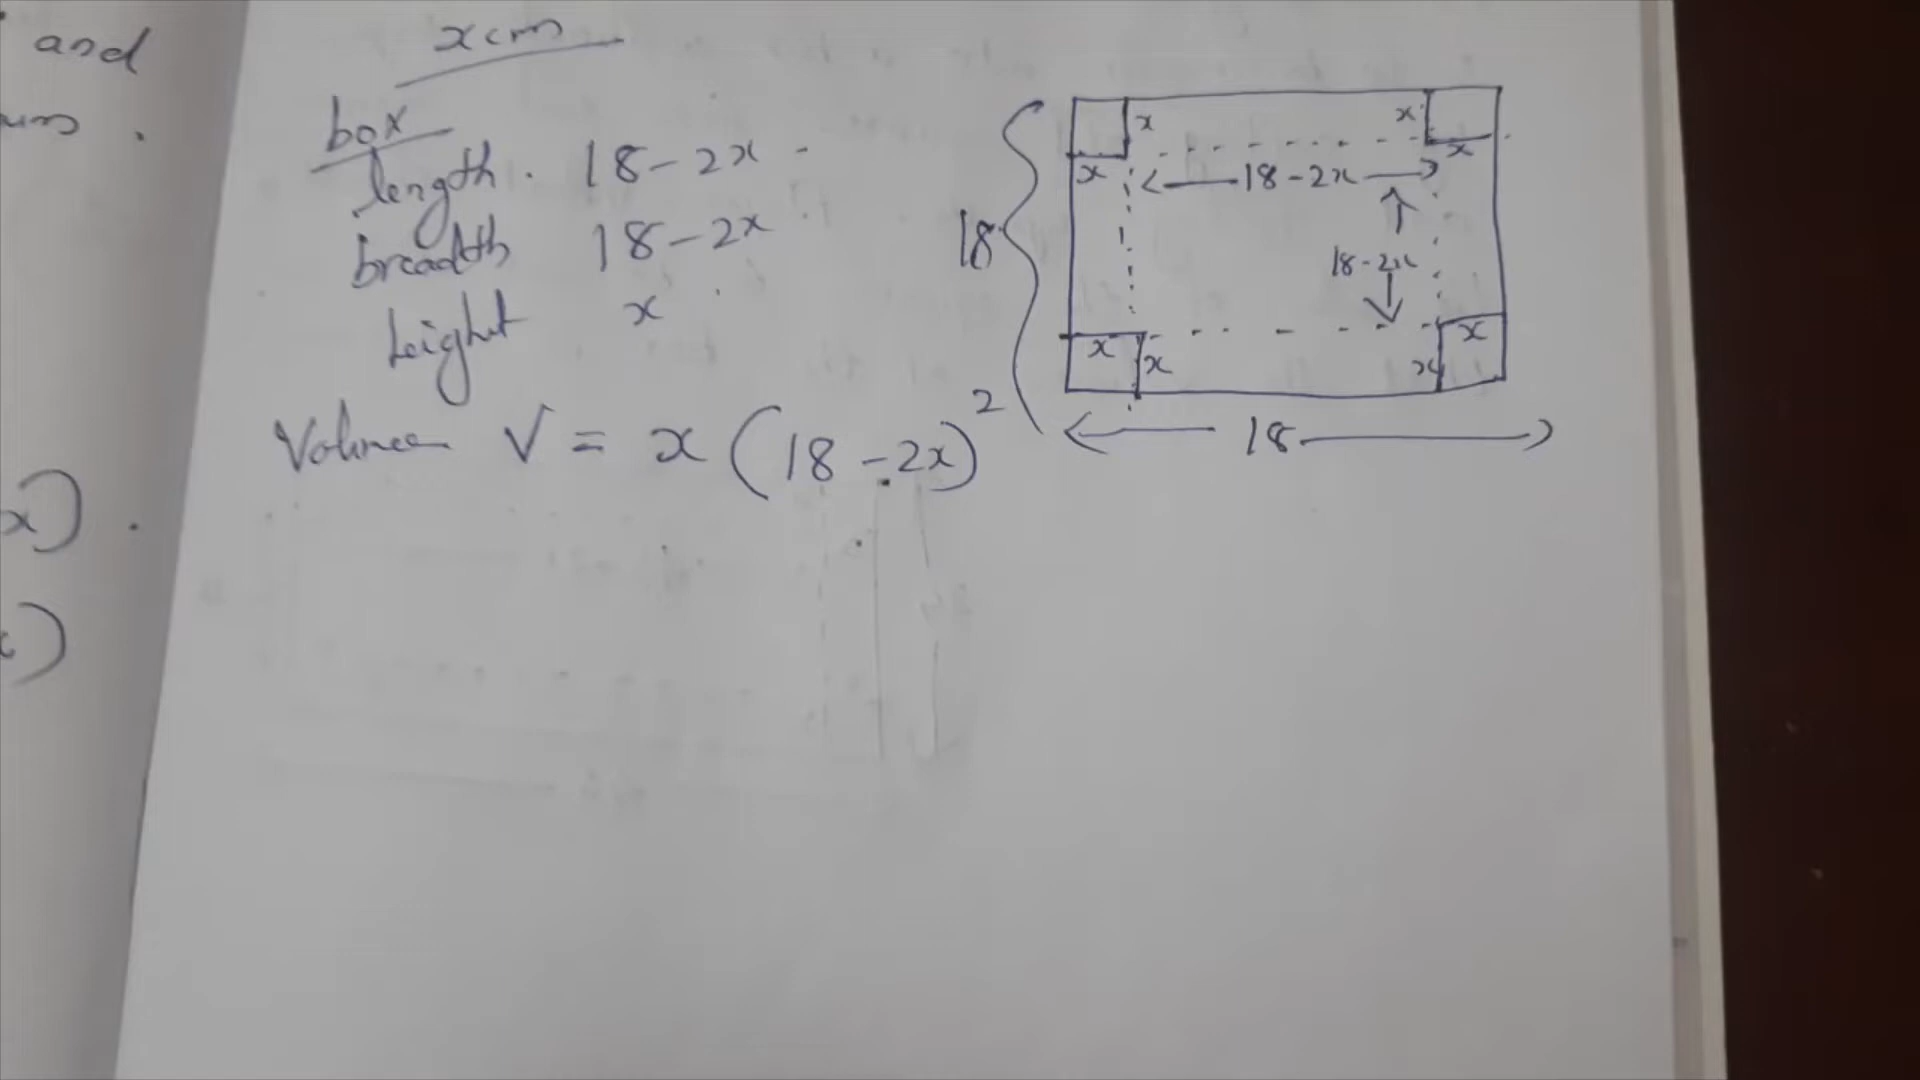 and
x cm
box
length. 18-2x
breadth 18-2x
height x
Volume V = x (18-2x)²
x)
)
x
x
x
x
18-2x
18
18-2x
x
x
x
x
18